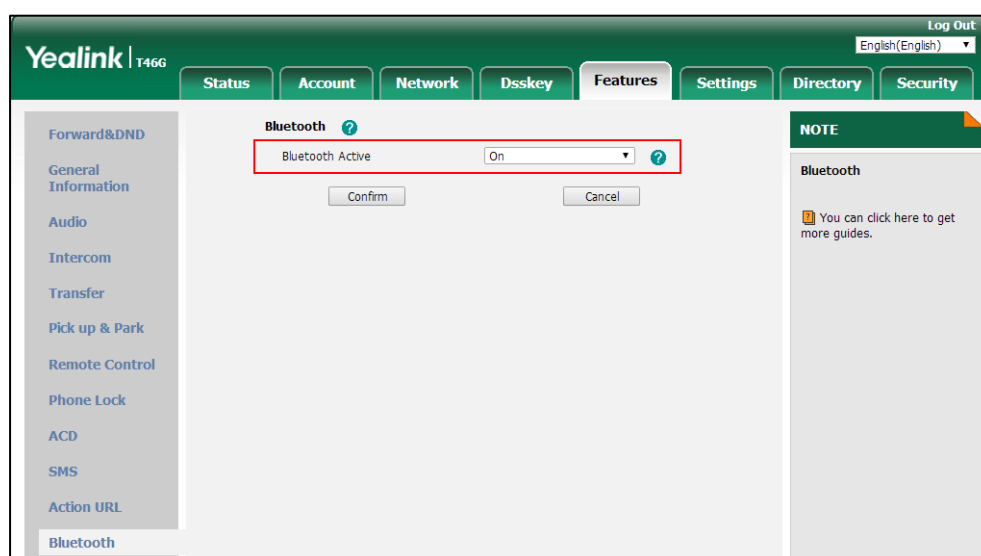 Log Out
Yealink | T46G
English(English)
Status Account Network Dsskey Features Settings Directory Security
Forward&DND
General
Information
Audio
Intercom
Transfer
Pick up & Park
Remote Control
Phone Lock
ACD
SMS
Action URL
Bluetooth
Bluetooth ?
Bluetooth Active On ?
Confirm Cancel
NOTE
Bluetooth
? You can click here to get
more guides.